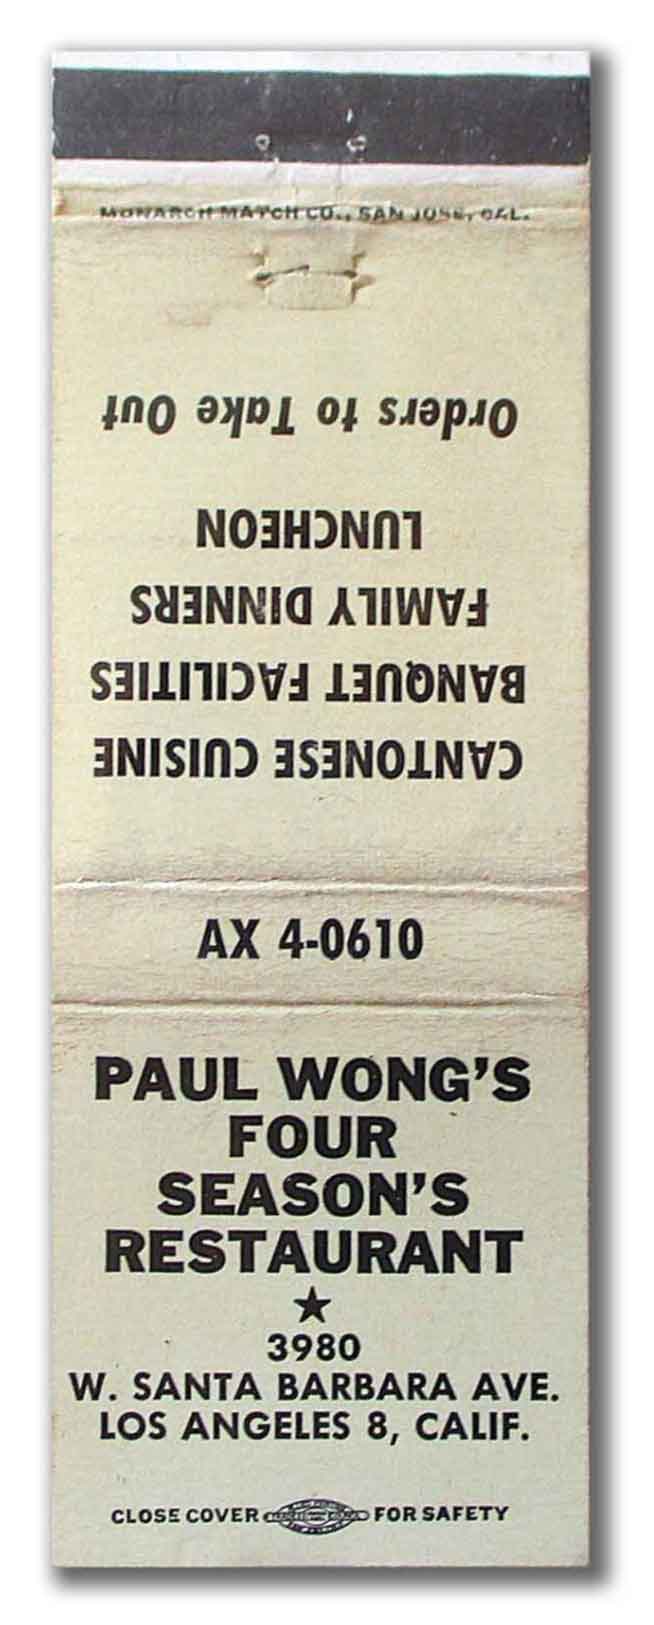 MONARCH MATCH CO., SAN JOSE, CAL.
CANTONESE CUISINE
BANQUET FACILITIES
FAMILY DINNERS
LUNCHEON
Orders to Take Out
AX 4-0610
PAUL WONG'S
FOUR
SEASON'S
RESTAURANT
3980
W. SANTA BARBARA AVE.
LOS ANGELES 8, CALIF.
CLOSE COVER FOR SAFETY